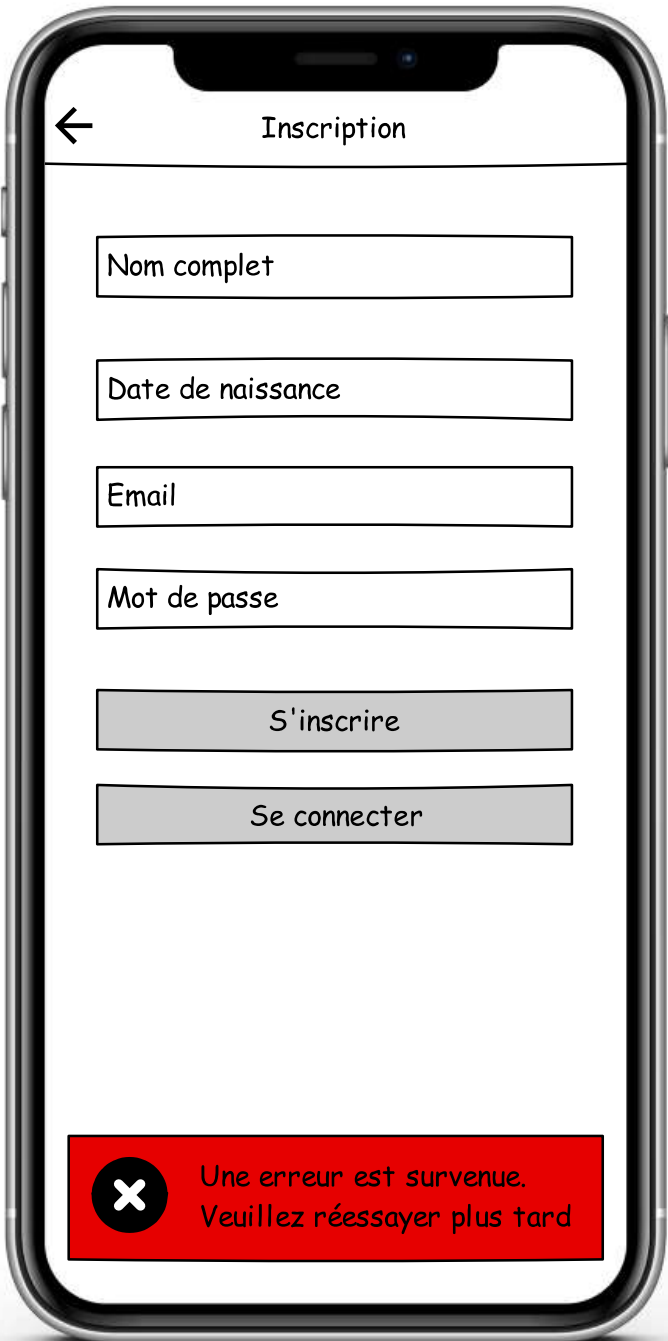 Inscription
Nom complet
Date de naissance
Email
Mot de passe
S'inscrire
Se connecter
Une erreur est survenue.
Veuillez réessayer plus tard